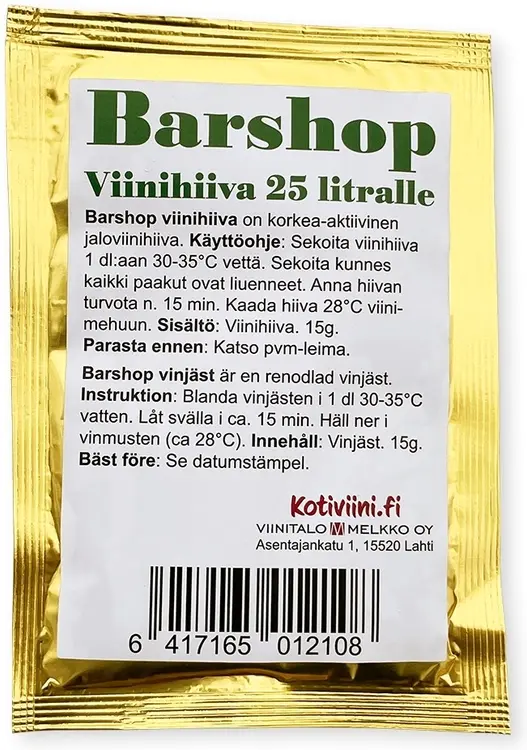 Barshop
Viinihiiva 25 litralle
Barshop viinihiiva on korkea-aktiivinen
jaloviinihiiva. Käyttöohje: Sekoita viinihiiva
1 dl:aan 30-35°C vettä. Sekoita kunnes
kaikki paakut ovat liuenneet. Anna hiivan
turvota n. 15 min. Kaada hiiva 28°C viini-
mehuun. Sisältö: Viinihiiva. 15g.
Parasta ennen: Katso pvm-leima.
Barshop vinjäst är en renodlad vinjäst.
Instruktion: Blanda vinjästen i 1 dl 30-35°C
vatten. Låt svälla i ca. 15 min. Häll ner i
vinmusten (ca 28°C). Innehåll: Vinjäst. 15g.
Bäst före: Se datumstämpel.
Kotiviini.fi
VIINITALO M MELKKO OY
Asentajankatu 1, 15520 Lahti
6 417165 012108